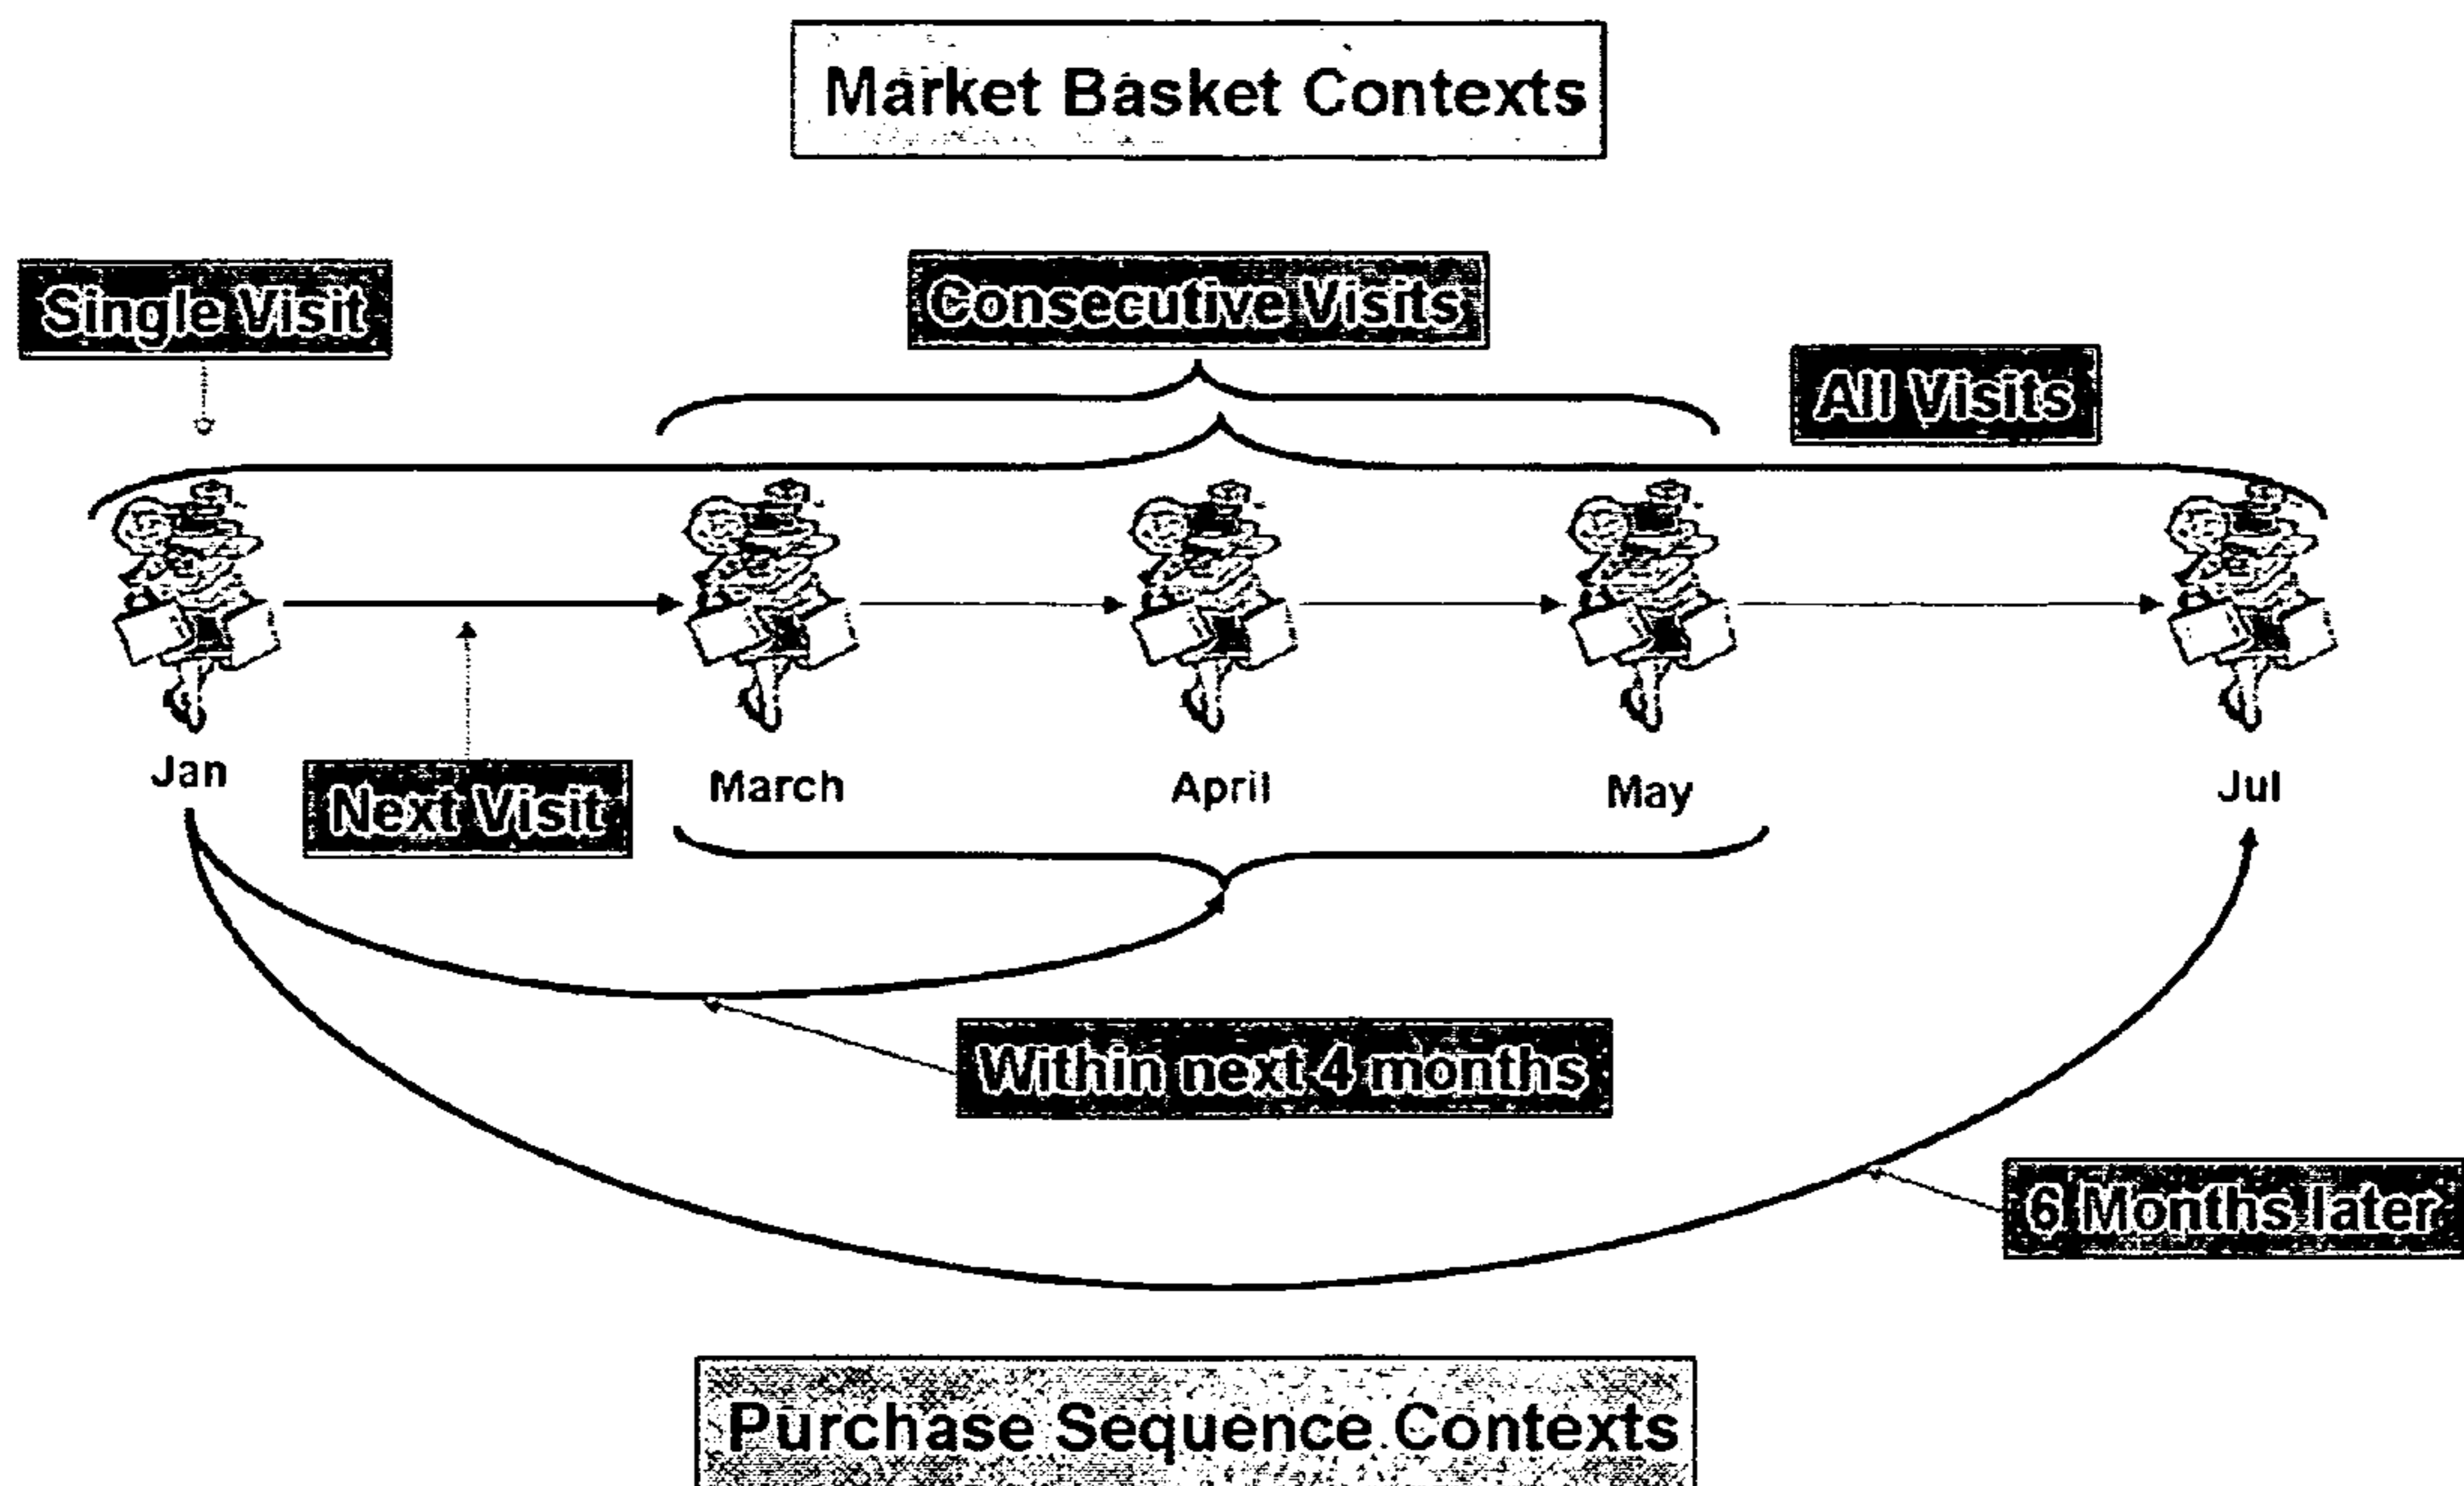 Market Basket Contexts
Single Visit
Consecutive Visits
All Visits
Jan
Next Visit
March
April
May
Jul
Within next 4 months
6 Months later
Purchase Sequence Contexts